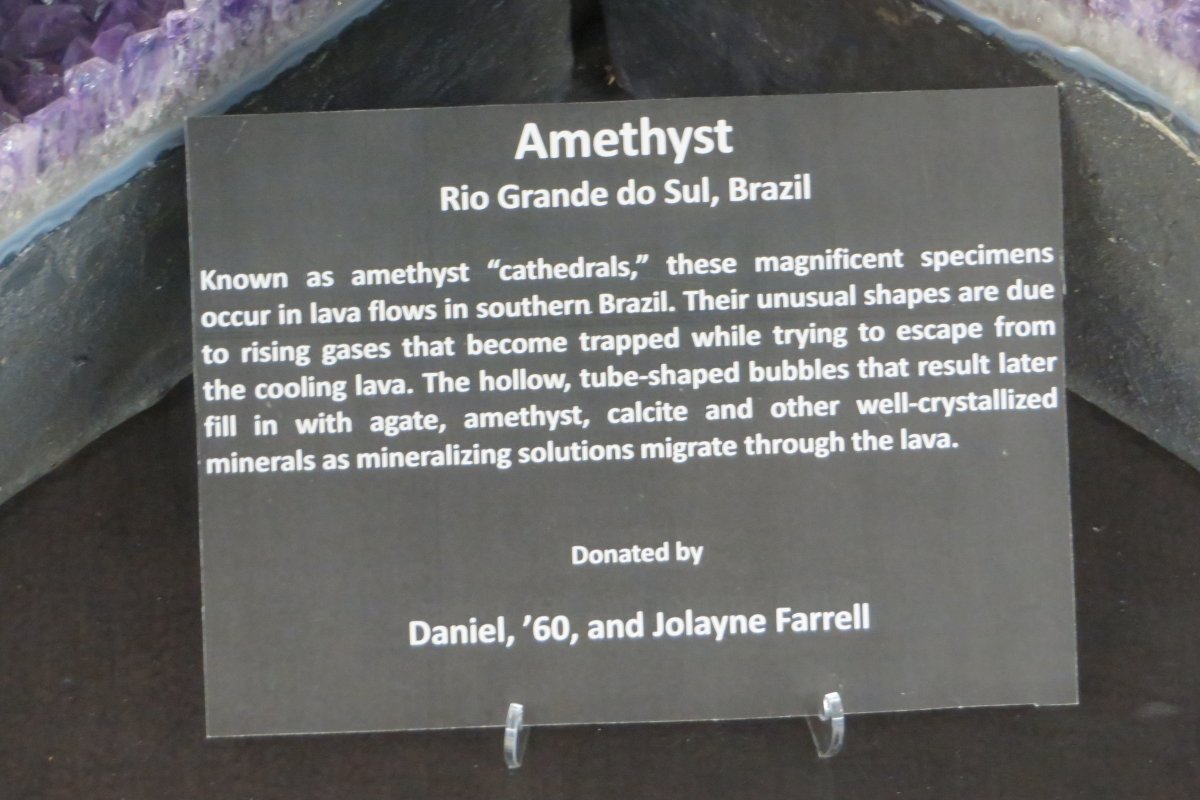 Amethyst
Rio Grande do Sul, Brazil
Known as amethyst “cathedrals,” these magnificent specimens
occur in lava flows in southern Brazil. Their unusual shapes are due
to rising gases that become trapped while trying to escape from
the cooling lava. The hollow, tube-shaped bubbles that result later
fill in with agate, amethyst, calcite and other well-crystallized
minerals as mineralizing solutions migrate through the lava.
Donated by
Daniel, ’60, and Jolayne Farrell